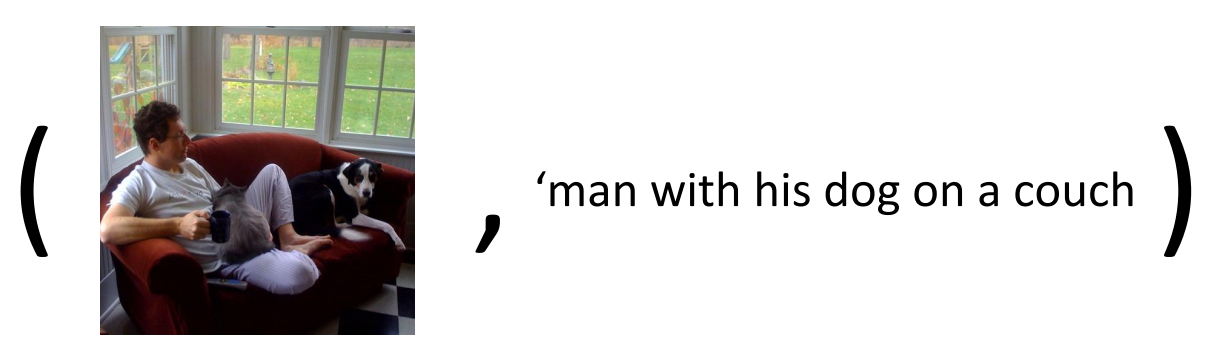 ( , ‘man with his dog on a couch )